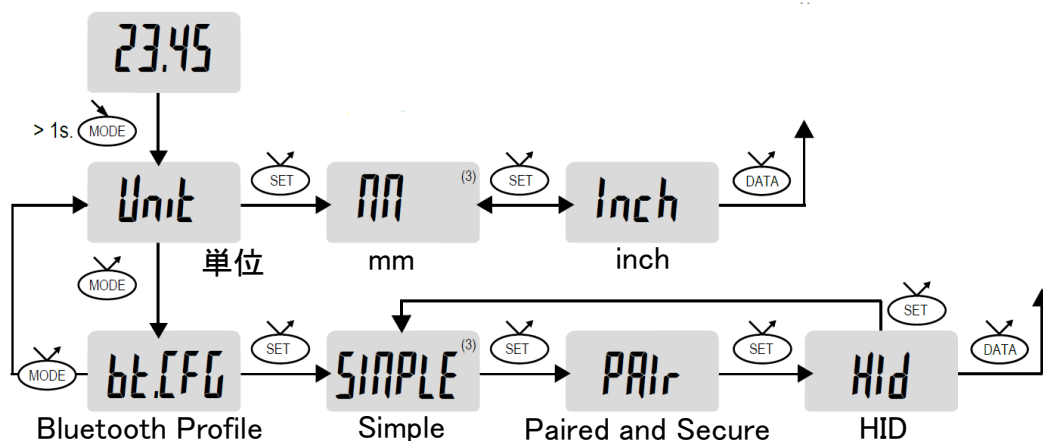 23.45
> 1s. MODE
Unit SET MM (3) SET Inch DATA
単位 mm inch
MODE
SET
MODE bt.CFG SET SIMPLE (3) SET PAIr SET HId DATA
Bluetooth Profile Simple Paired and Secure HID